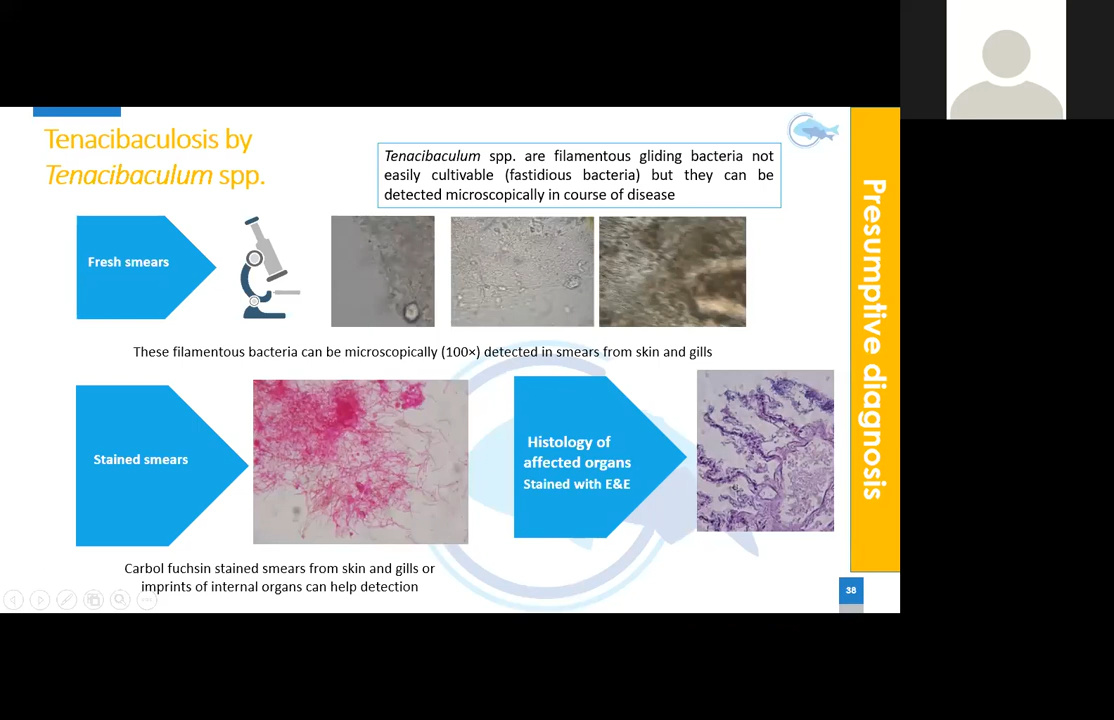 Tenacibaculosis by
Tenacibaculum spp.
Tenacibaculum spp. are filamentous gliding bacteria not
easily cultivable (fastidious bacteria) but they can be
detected microscopically in course of disease
Fresh smears
These filamentous bacteria can be microscopically (100×) detected in smears from skin and gills
Stained smears
Histology of
affected organs
Stained with E&E
Carbol fuchsin stained smears from skin and gills or
imprints of internal organs can help detection
Presumptive diagnosis
38